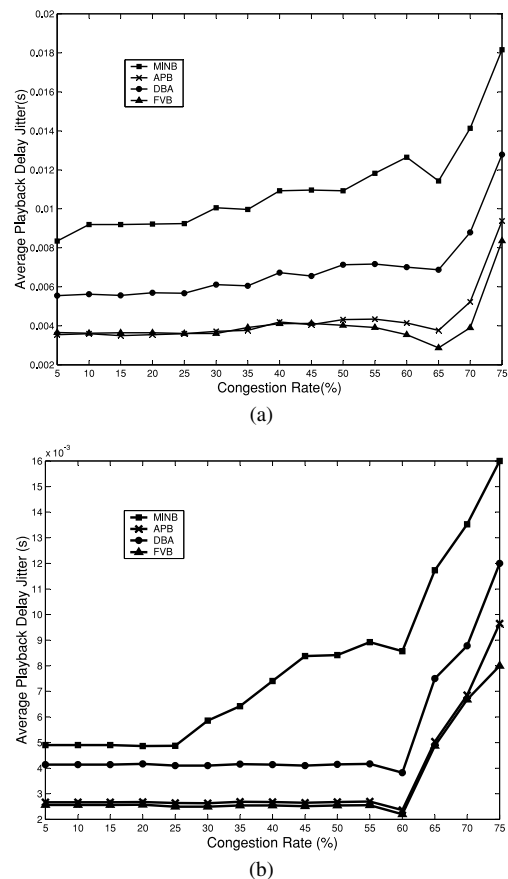 0.02
0.018
0.016
0.014
0.012
0.01
0.008
0.006
0.004
0.002
Average Playback Delay Jitter(s)
MINB
APB
DBA
FVB
5 10 15 20 25 30 35 40 45 50 55 60 65 70 75
Congestion Rate(%)
(a)
x 10⁻³
16
15
14
13
12
11
10
9
8
7
6
5
4
3
2
Average Playback Delay Jitter (s)
MINB
APB
DBA
FVB
5 10 15 20 25 30 35 40 45 50 55 60 65 70 75
Congestion Rate (%)
(b)